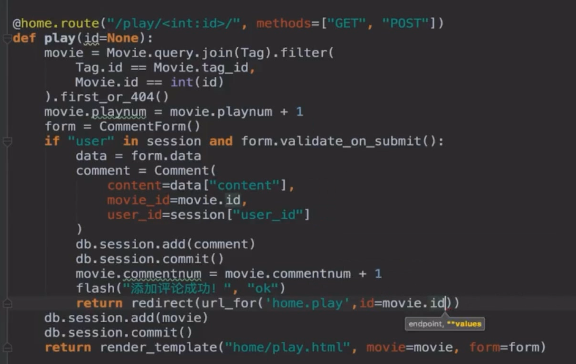 @home.route("/play/<int:id>/", methods=["GET", "POST"])
def play(id=None):
    movie = Movie.query.join(Tag).filter(
        Tag.id == Movie.tag_id,
        Movie.id == int(id)
    ).first_or_404()
    movie.playnum = movie.playnum + 1
    form = CommentForm()
    if "user" in session and form.validate_on_submit():
        data = form.data
        comment = Comment(
            content=data["content"],
            movie_id=movie.id,
            user_id=session["user_id"]
        )
        db.session.add(comment)
        db.session.commit()
        movie.commentnum = movie.commentnum + 1
        flash("添加评论成功！", "ok")
        return redirect(url_for('home.play',id=movie.id))
endpoint, **values
    db.session.add(movie)
    db.session.commit()
    return render_template("home/play.html", movie=movie, form=form)